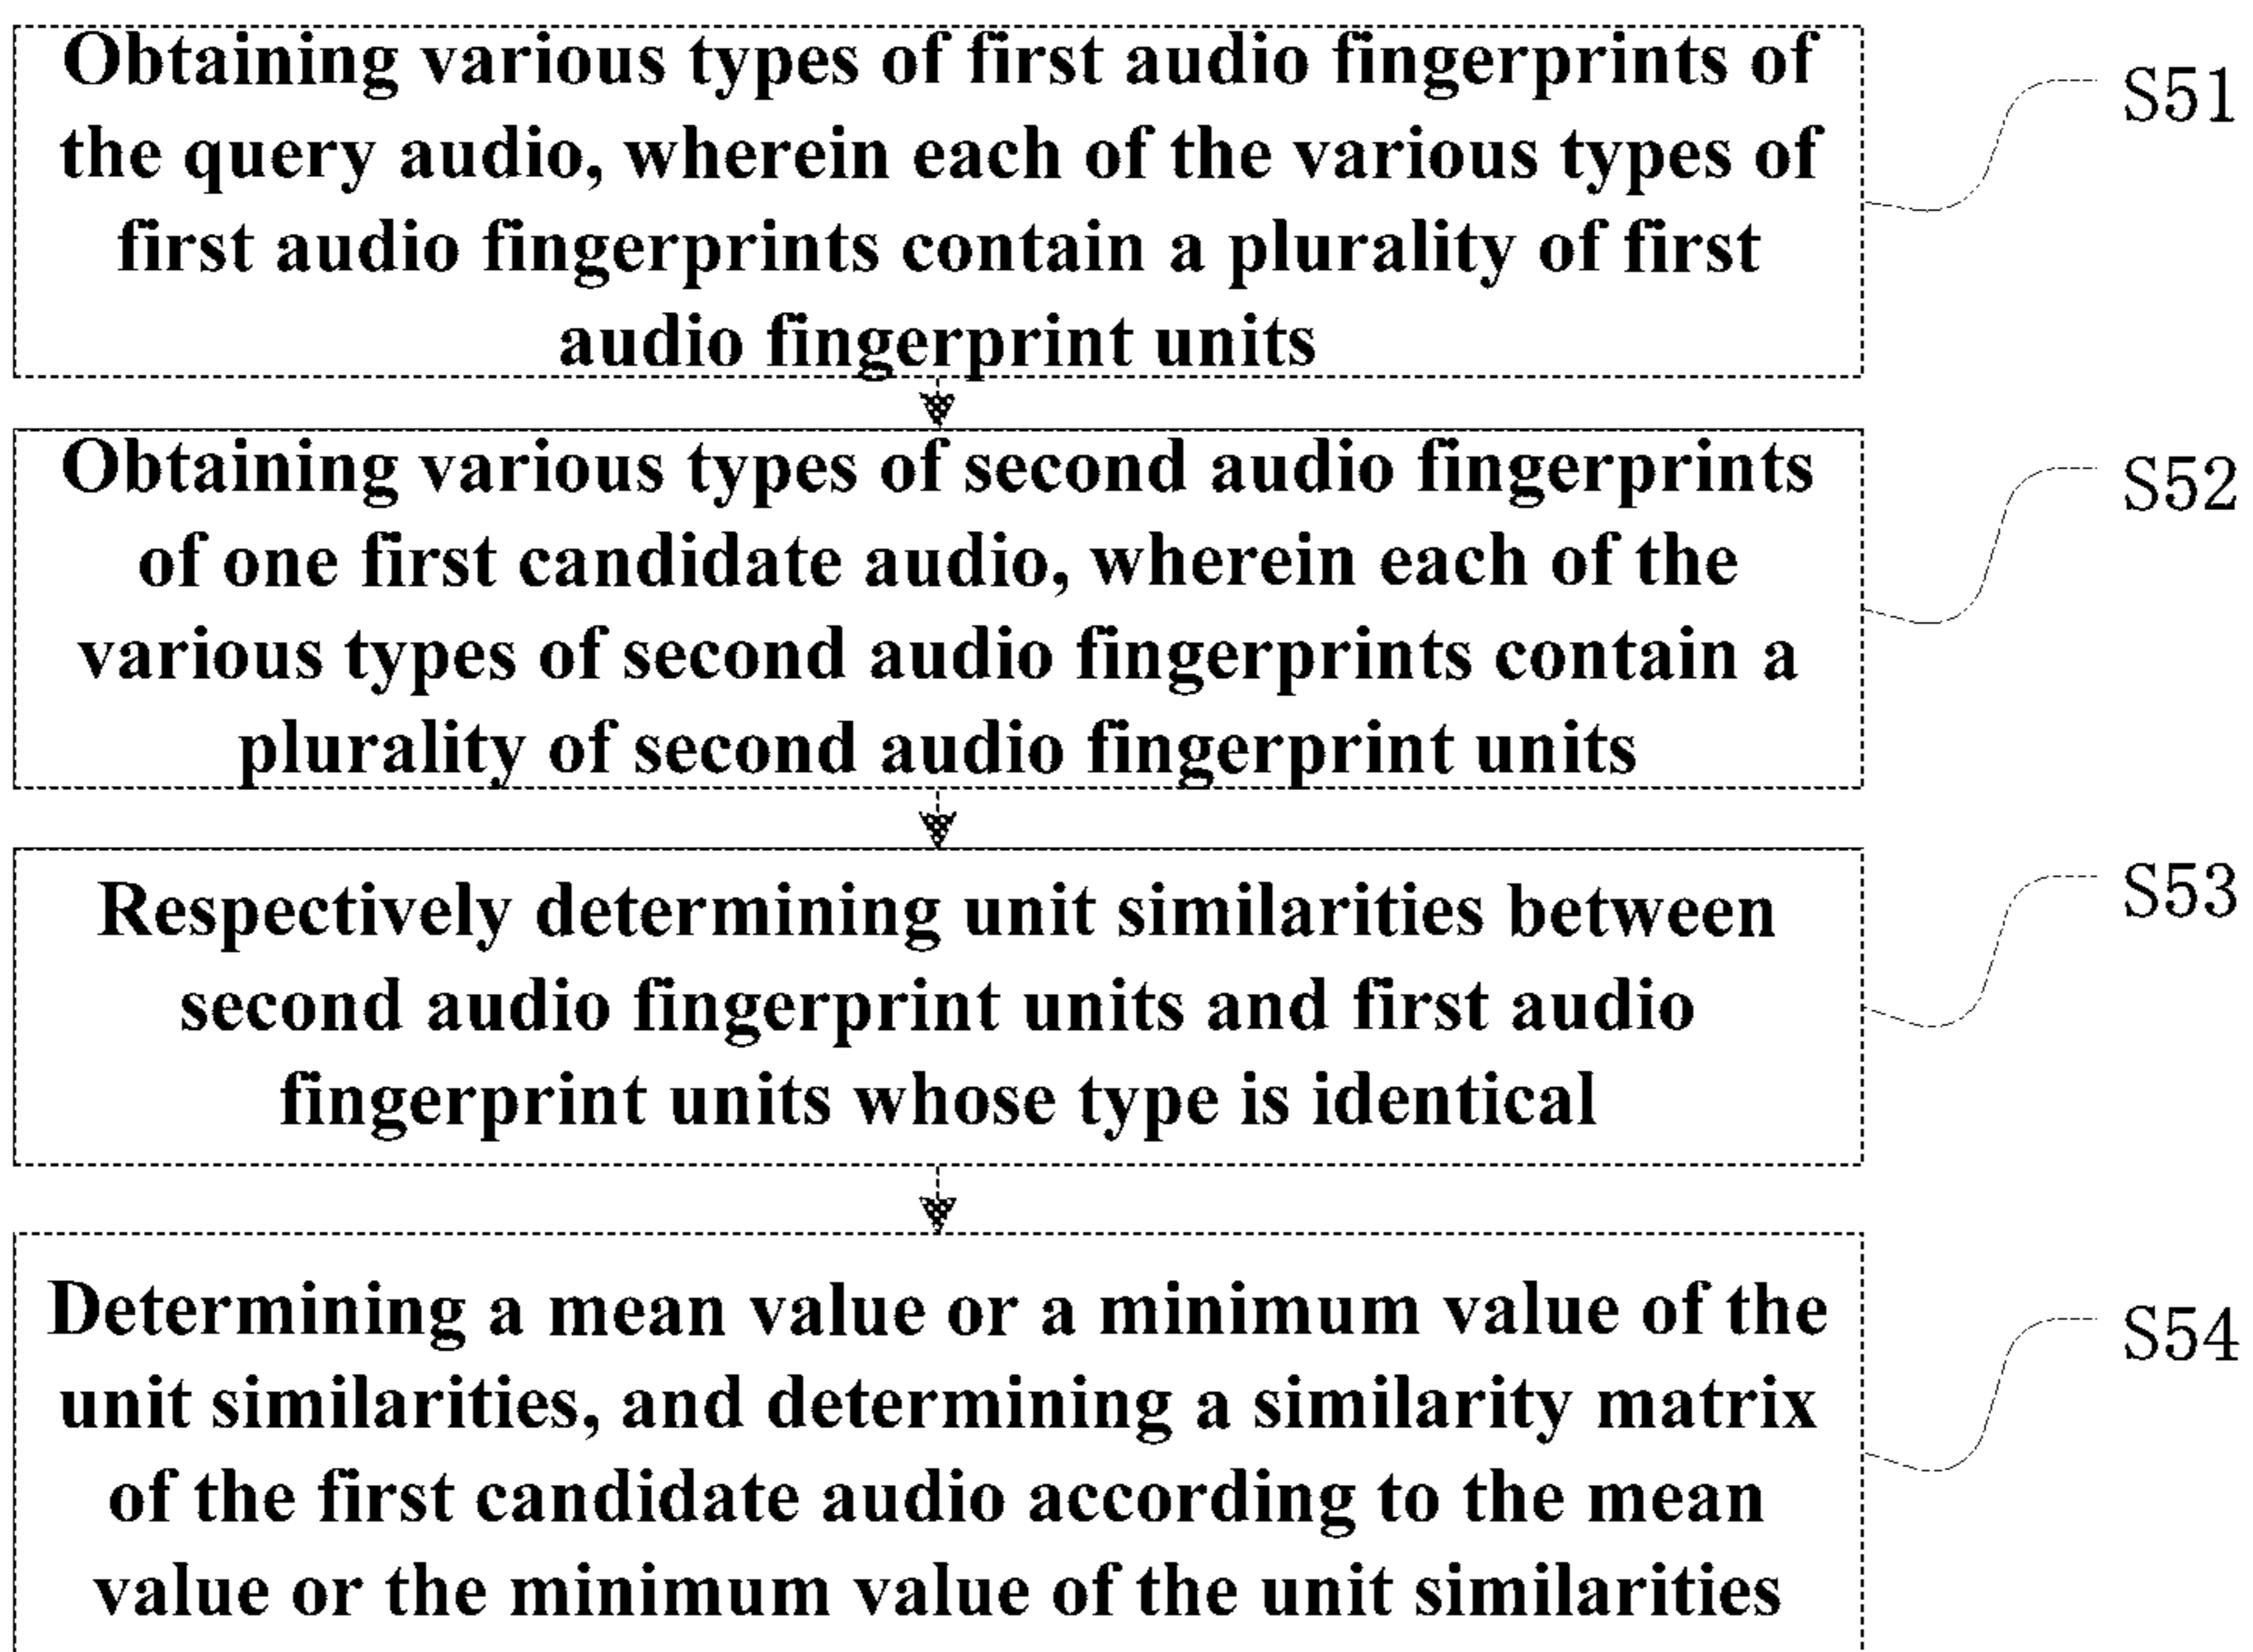 Obtaining various types of first audio fingerprints of
the query audio, wherein each of the various types of
first audio fingerprints contain a plurality of first
audio fingerprint units
S51
Obtaining various types of second audio fingerprints
of one first candidate audio, wherein each of the
various types of second audio fingerprints contain a
plurality of second audio fingerprint units
S52
Respectively determining unit similarities between
second audio fingerprint units and first audio
fingerprint units whose type is identical
S53
Determining a mean value or a minimum value of the
unit similarities, and determining a similarity matrix
of the first candidate audio according to the mean
value or the minimum value of the unit similarities
S54